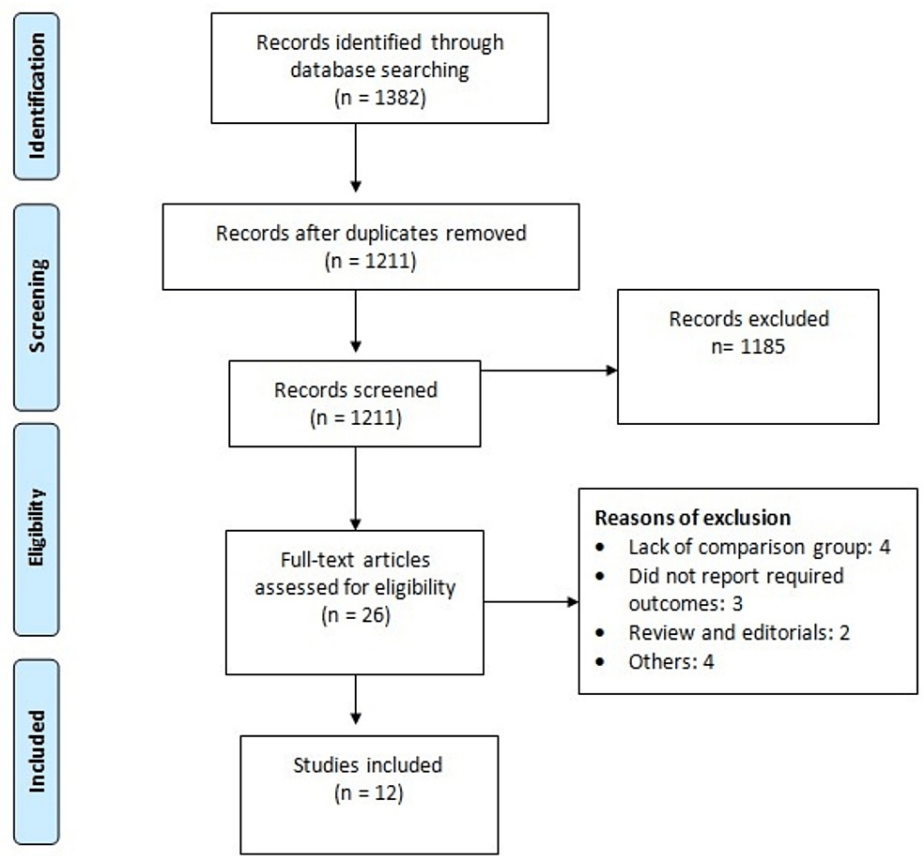 Identification
Records identified through
database searching
(n = 1382)
Screening
Records after duplicates removed
(n = 1211)
Records excluded
n= 1185
Records screened
(n = 1211)
Eligibility
Full-text articles
assessed for eligibility
(n = 26)
Reasons of exclusion
• Lack of comparison group: 4
• Did not report required
outcomes: 3
• Review and editorials: 2
• Others: 4
Included
Studies included
(n = 12)